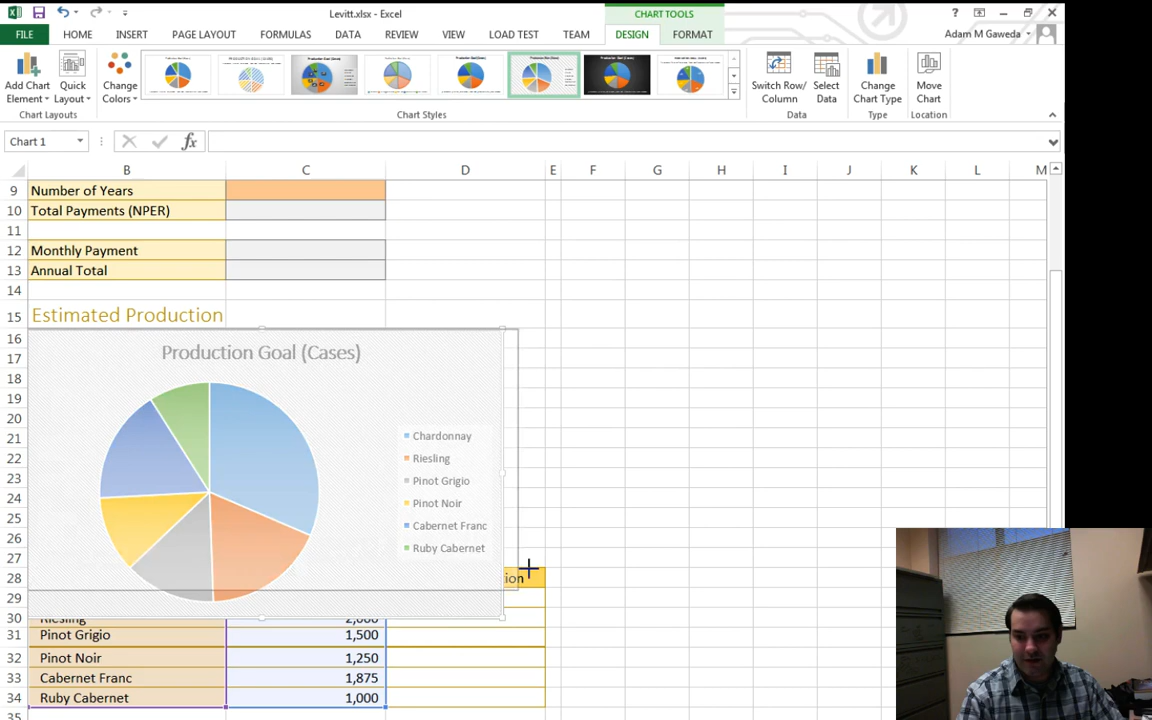 Levitt.xlsx - Excel
CHART TOOLS
?
FILE
HOME
INSERT
PAGE LAYOUT
FORMULAS
DATA
REVIEW
VIEW
LOAD TEST
TEAM
DESIGN
FORMAT
Adam M Gaweda
Add Chart
Element
Quick
Layout
Change
Colors
Switch Row/
Column
Select
Data
Change
Chart Type
Move
Chart
Chart Layouts
Chart Styles
Data
Type
Location
Chart 1
fx
B C D E F G H I J K L M
9 Number of Years
10 Total Payments (NPER)
11
12 Monthly Payment
13 Annual Total
14
15 Estimated Production
16
17 Production Goal (Cases)
18
19
20
21 Chardonnay
22 Riesling
23 Pinot Grigio
24 Pinot Noir
25 Cabernet Franc
26 Ruby Cabernet
27
28 ion
29
30 Riesling 2,000
31 Pinot Grigio 1,500
32 Pinot Noir 1,250
33 Cabernet Franc 1,875
34 Ruby Cabernet 1,000
35